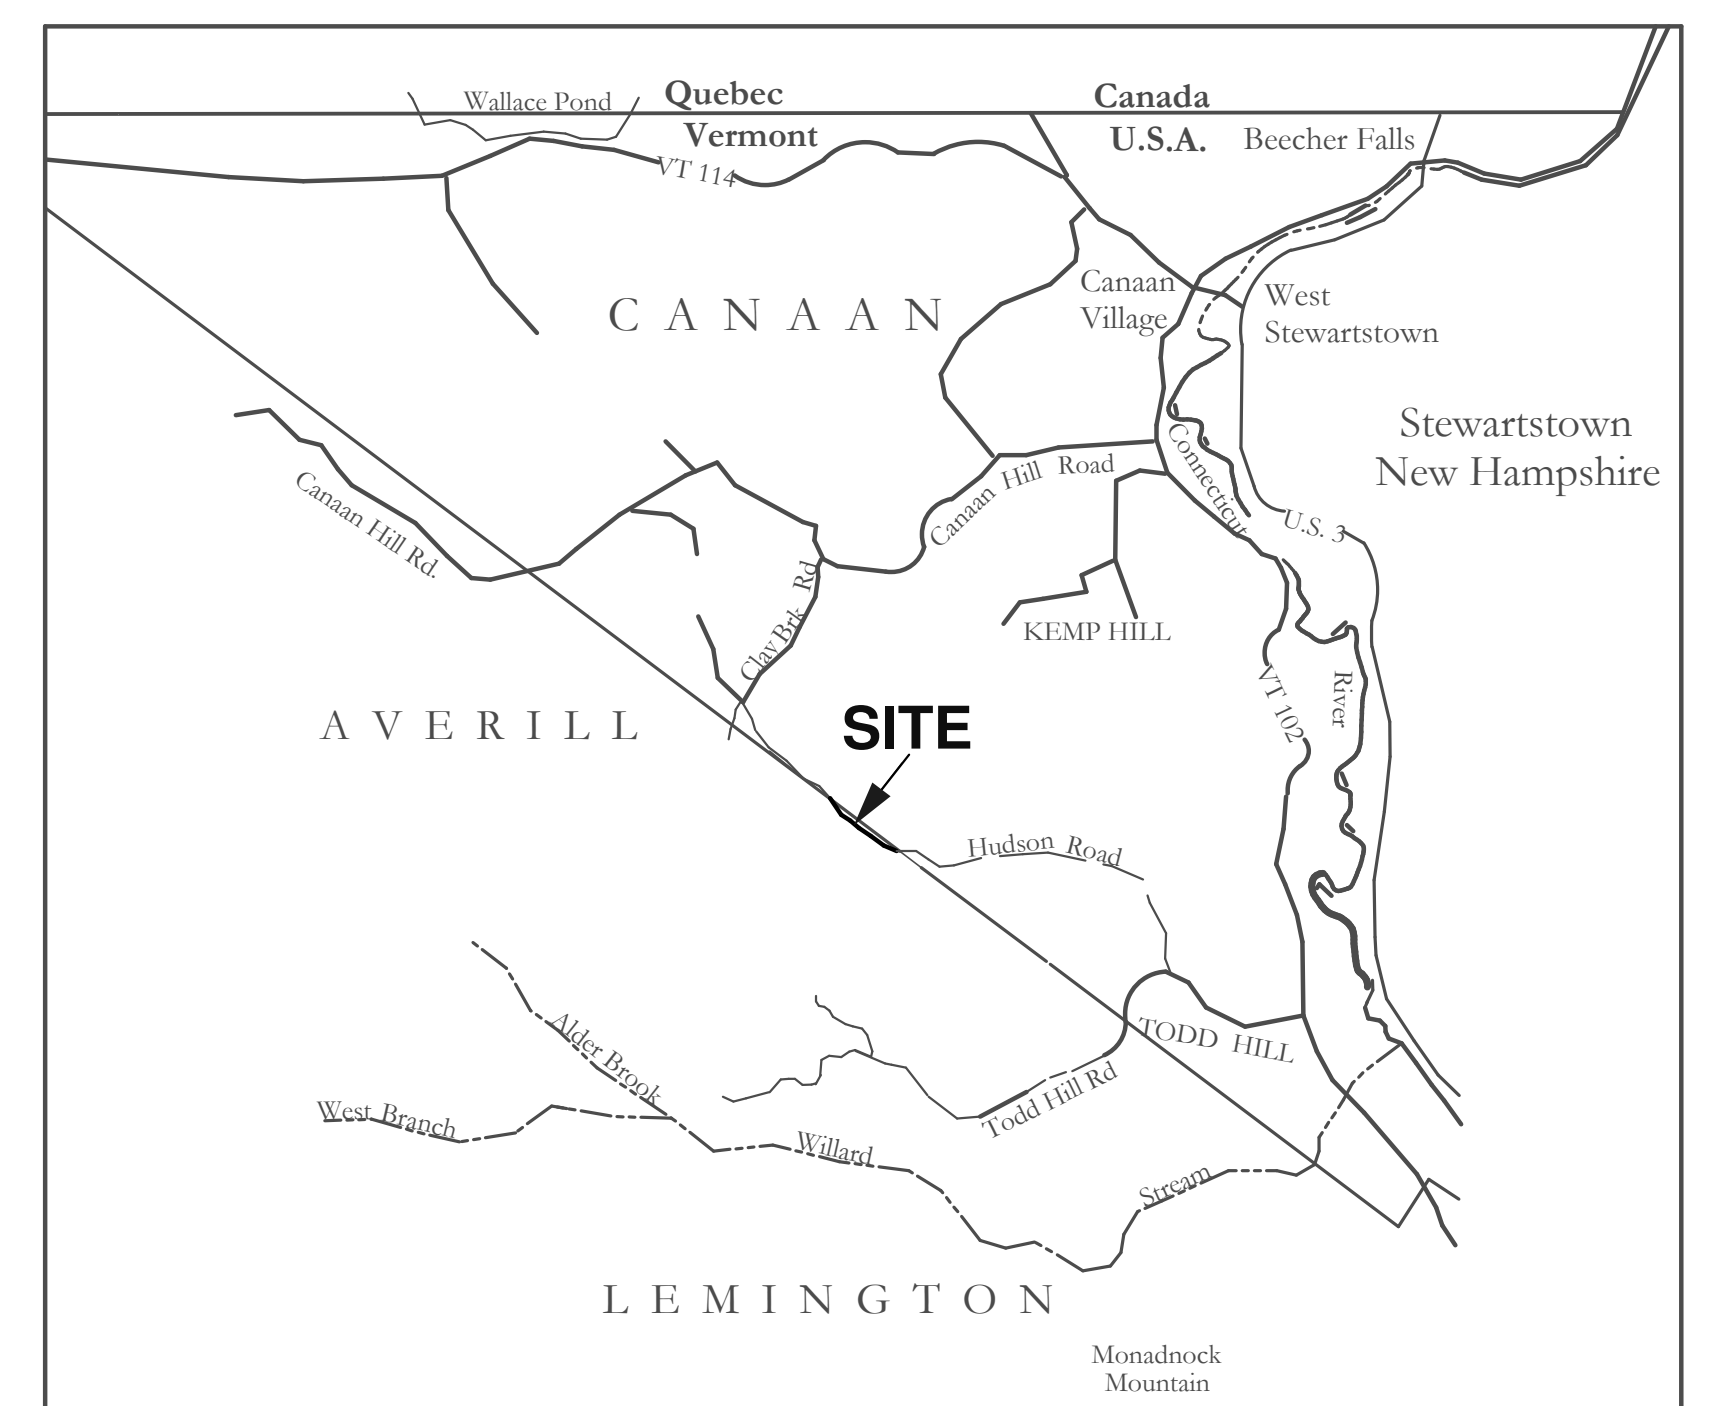 Wallace Pond
Quebec
Canada
Vermont
U.S.A.
Beecher Falls
VT 114
Canaan
Village
West
Stewartstown
CANAAN
Stewartstown
New Hampshire
Canaan Hill Road
Connecticut
Canaan Hill Rd.
U.S. 3
Clay Brk Rd
KEMP HILL
VT 102
River
AVERILL
SITE
Hudson Road
Alder Brook
TODD HILL
Todd Hill Rd
West Branch
Willard
Stream
LEMINGTON
Monadnock
Mountain